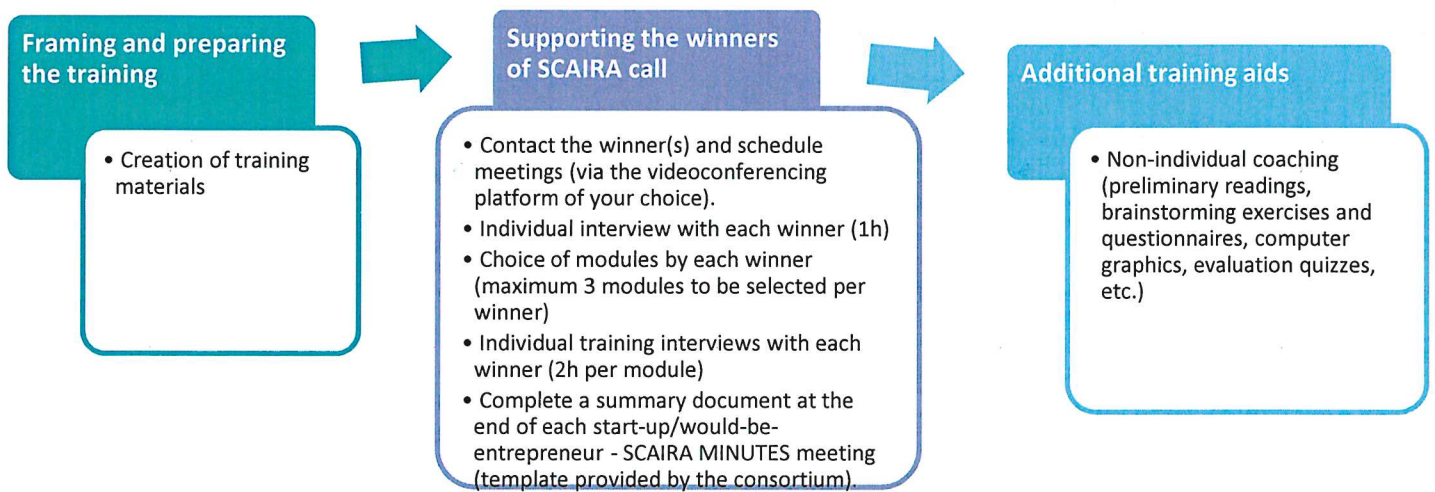 Framing and preparing
the training
• Creation of training
materials
Supporting the winners
of SCAIRA call
• Contact the winner(s) and schedule
meetings (via the videoconferencing
platform of your choice).
• Individual interview with each winner (1h)
• Choice of modules by each winner
(maximum 3 modules to be selected per
winner)
• Individual training interviews with each
winner (2h per module)
• Complete a summary document at the
end of each start-up/would-be-
entrepreneur - SCAIRA MINUTES meeting
(template provided by the consortium).
Additional training aids
• Non-individual coaching
(preliminary readings,
brainstorming exercises and
questionnaires, computer
graphics, evaluation quizzes,
etc.)